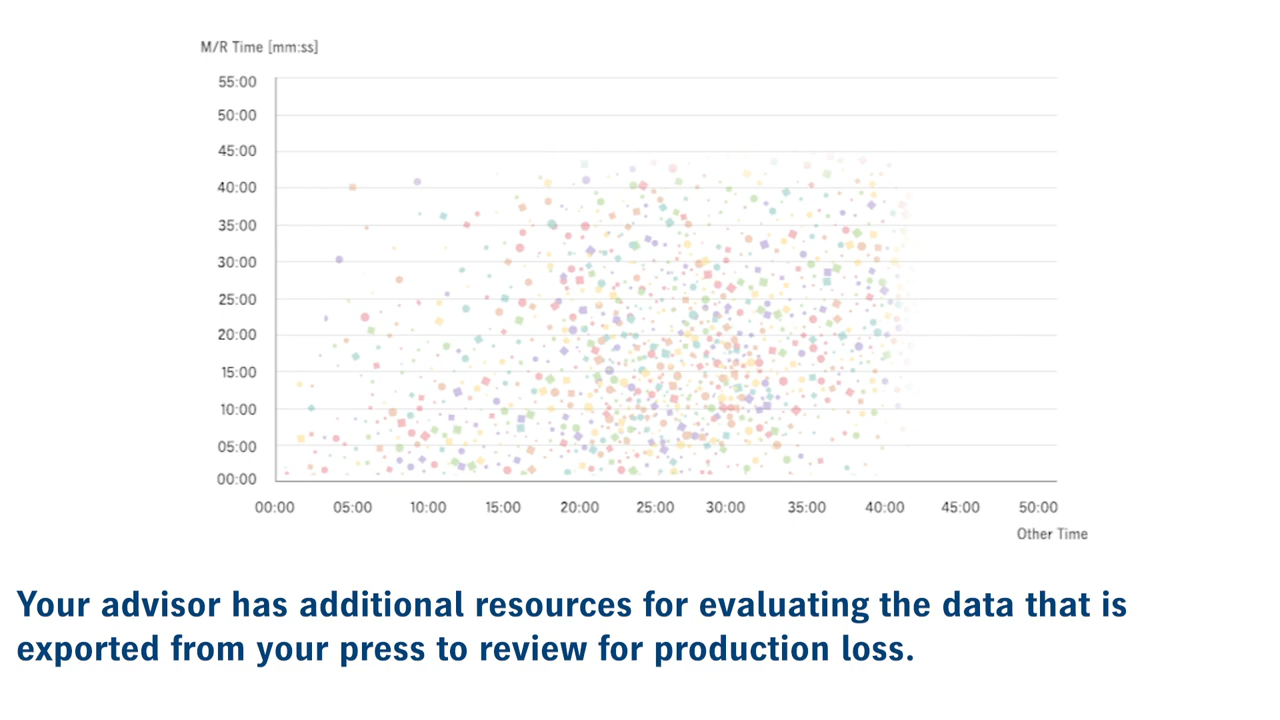 M/R Time [mm:ss]
55:00
50:00
45:00
40:00
35:00
30:00
25:00
20:00
15:00
10:00
05:00
00:00
00:00 05:00 10:00 15:00 20:00 25:00 30:00 35:00 40:00 45:00 50:00
Other Time
Your advisor has additional resources for evaluating the data that is
exported from your press to review for production loss.